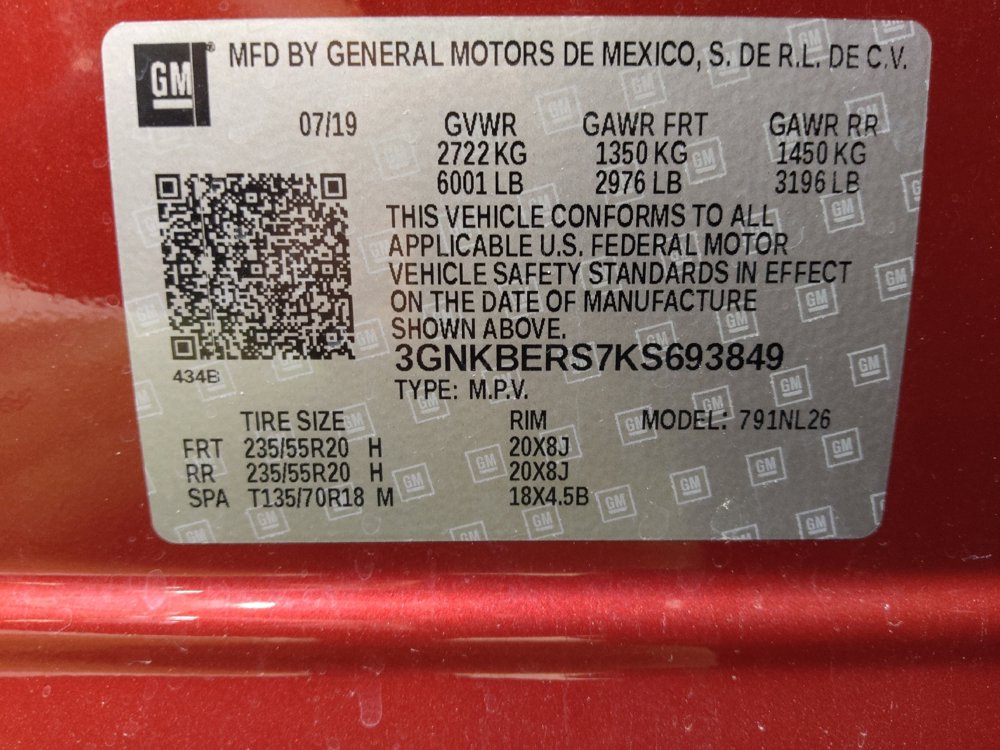 GM ® MFD BY GENERAL MOTORS DE MEXICO, S. DE R.L. DE C.V.
07/19 GVWR GAWR FRT GAWR RR
2722 KG 1350 KG 1450 KG
6001 LB 2976 LB 3196 LB
THIS VEHICLE CONFORMS TO ALL
APPLICABLE U.S. FEDERAL MOTOR
VEHICLE SAFETY STANDARDS IN EFFECT
ON THE DATE OF MANUFACTURE
SHOWN ABOVE.
3GNKBERS7KS693849
434B
TYPE: M.P.V.
TIRE SIZE RIM MODEL: 791NL26
FRT 235/55R20 H 20X8J
RR 235/55R20 H 20X8J
SPA T135/70R18 M 18X4.5B